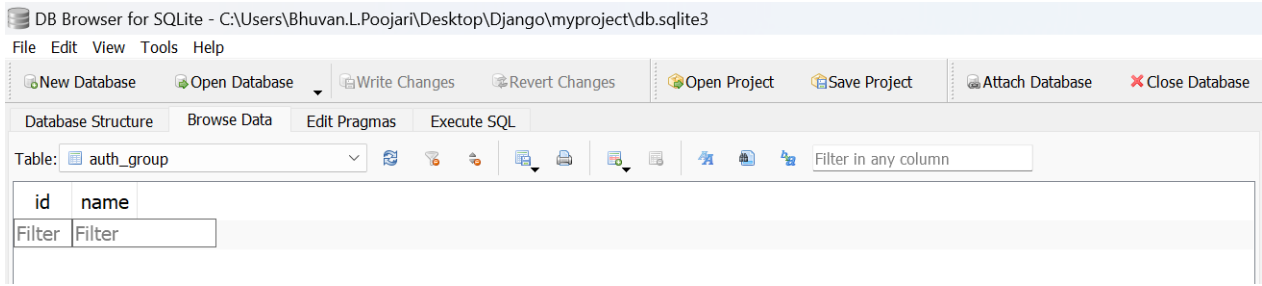 DB Browser for SQLite - C:\Users\Bhuvan.L.Poojari\Desktop\Django\myproject\db.sqlite3
File Edit View Tools Help
New Database Open Database Write Changes Revert Changes Open Project Save Project Attach Database Close Database
Database Structure Browse Data Edit Pragmas Execute SQL
Table: auth_group Filter in any column
id name
Filter Filter